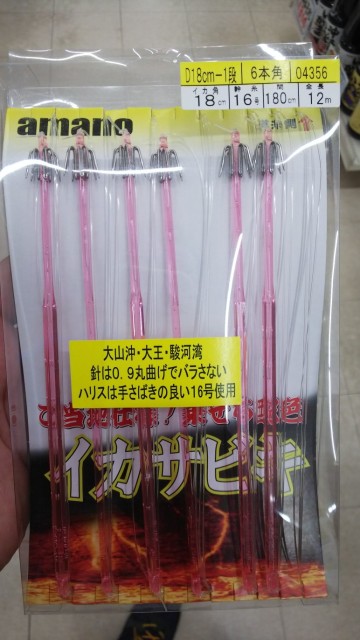 D18cm-1段 6本角 04356
イカ角 幹糸 間 全長
18cm 16号 180cm 12m
amano
大山沖・大王・駿河湾
針は0.9丸曲げでバラさない
ハリスは手さばきの良い16号使用
イカサビキ